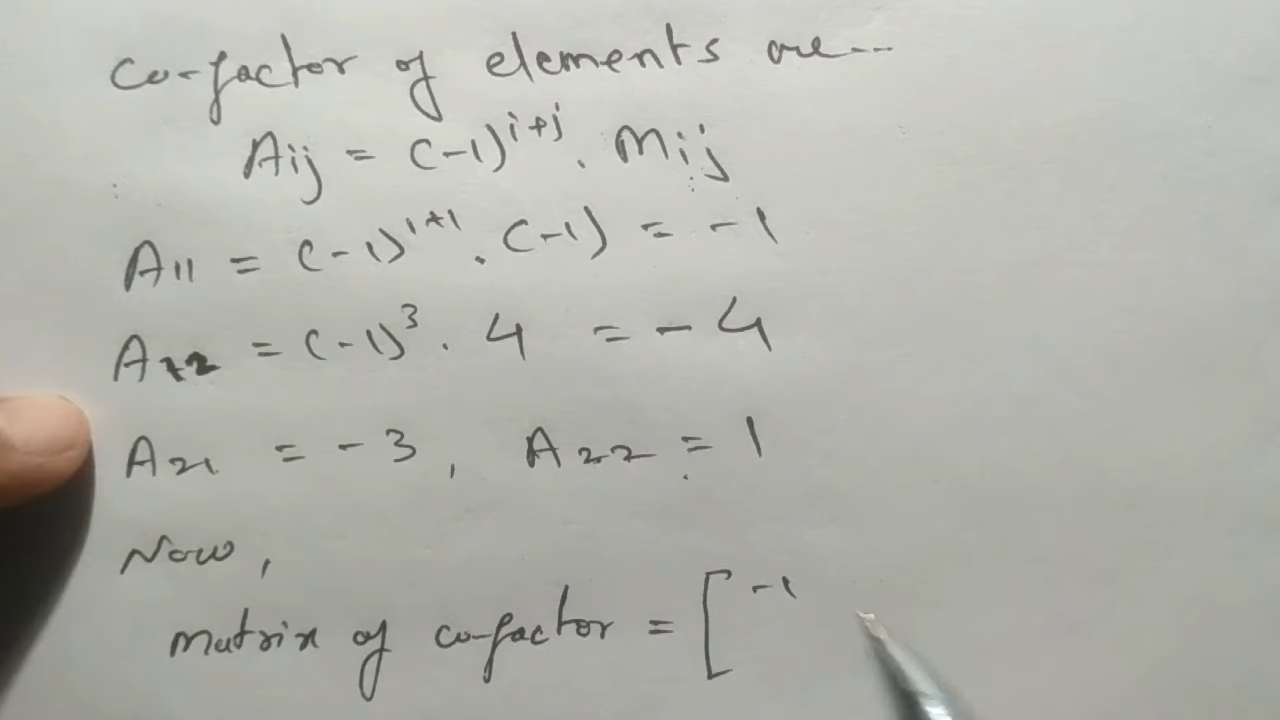 Co-factor of elements are--
Aij = (-1)^i+j . Mij
A11 = (-1)^1+1 . (-1) = -1
A12 = (-1)^3 . 4 = -4
A21 = -3, A22 = 1
Now,
matrix of co-factor = [ -1